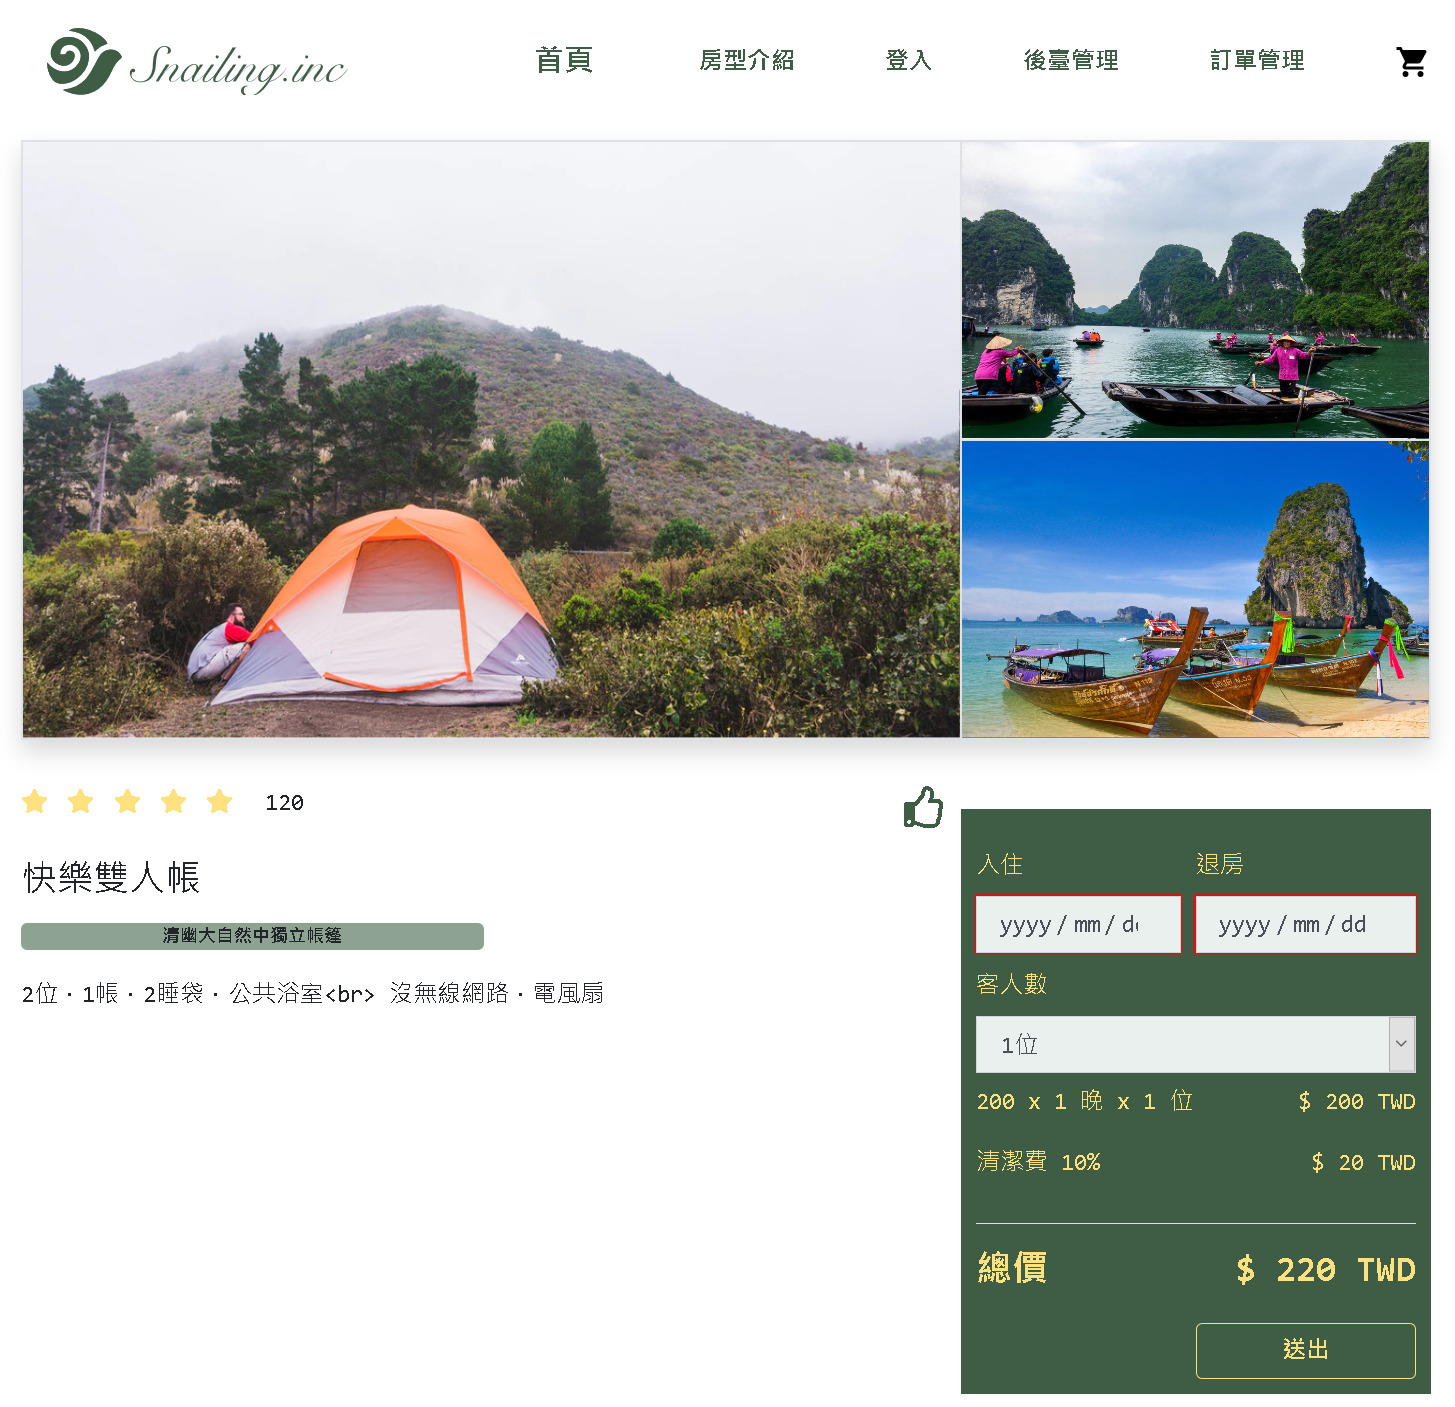 Snailing.inc
首頁
房型介紹
登入
後臺管理
訂單管理
120
快樂雙人帳
清幽大自然中獨立帳篷
2位 · 1帳 · 2睡袋 · 公共浴室<br> 沒無線網路 · 電風扇
入住
退房
yyyy / mm / d
yyyy / mm / dd
客人數
1位
200 x 1 晚 x 1 位
$ 200 TWD
清潔費 10%
$ 20 TWD
總價
$ 220 TWD
送出